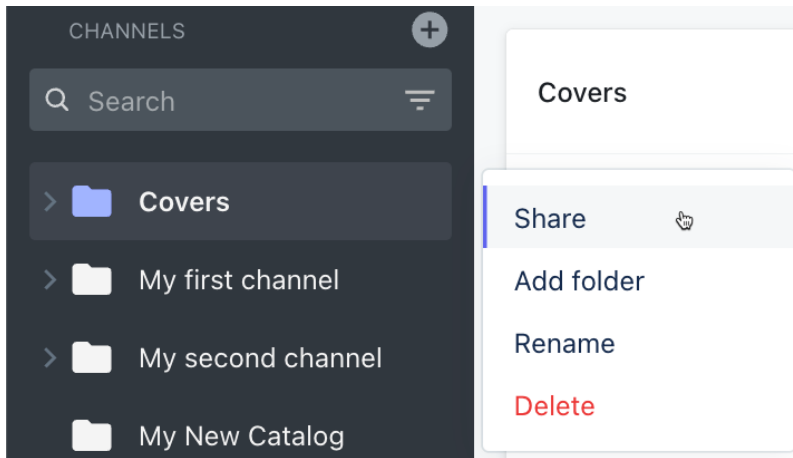 CHANNELS
Search
Covers
My first channel
My second channel
My New Catalog
Covers
Share
Add folder
Rename
Delete